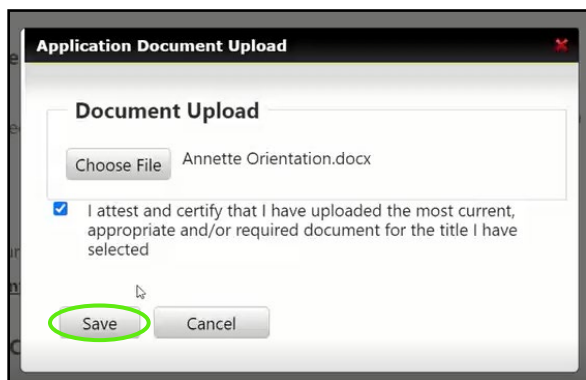 Application Document Upload
Document Upload
Choose File Annette Orientation.docx
I attest and certify that I have uploaded the most current,
appropriate and/or required document for the title I have
selected
Save Cancel